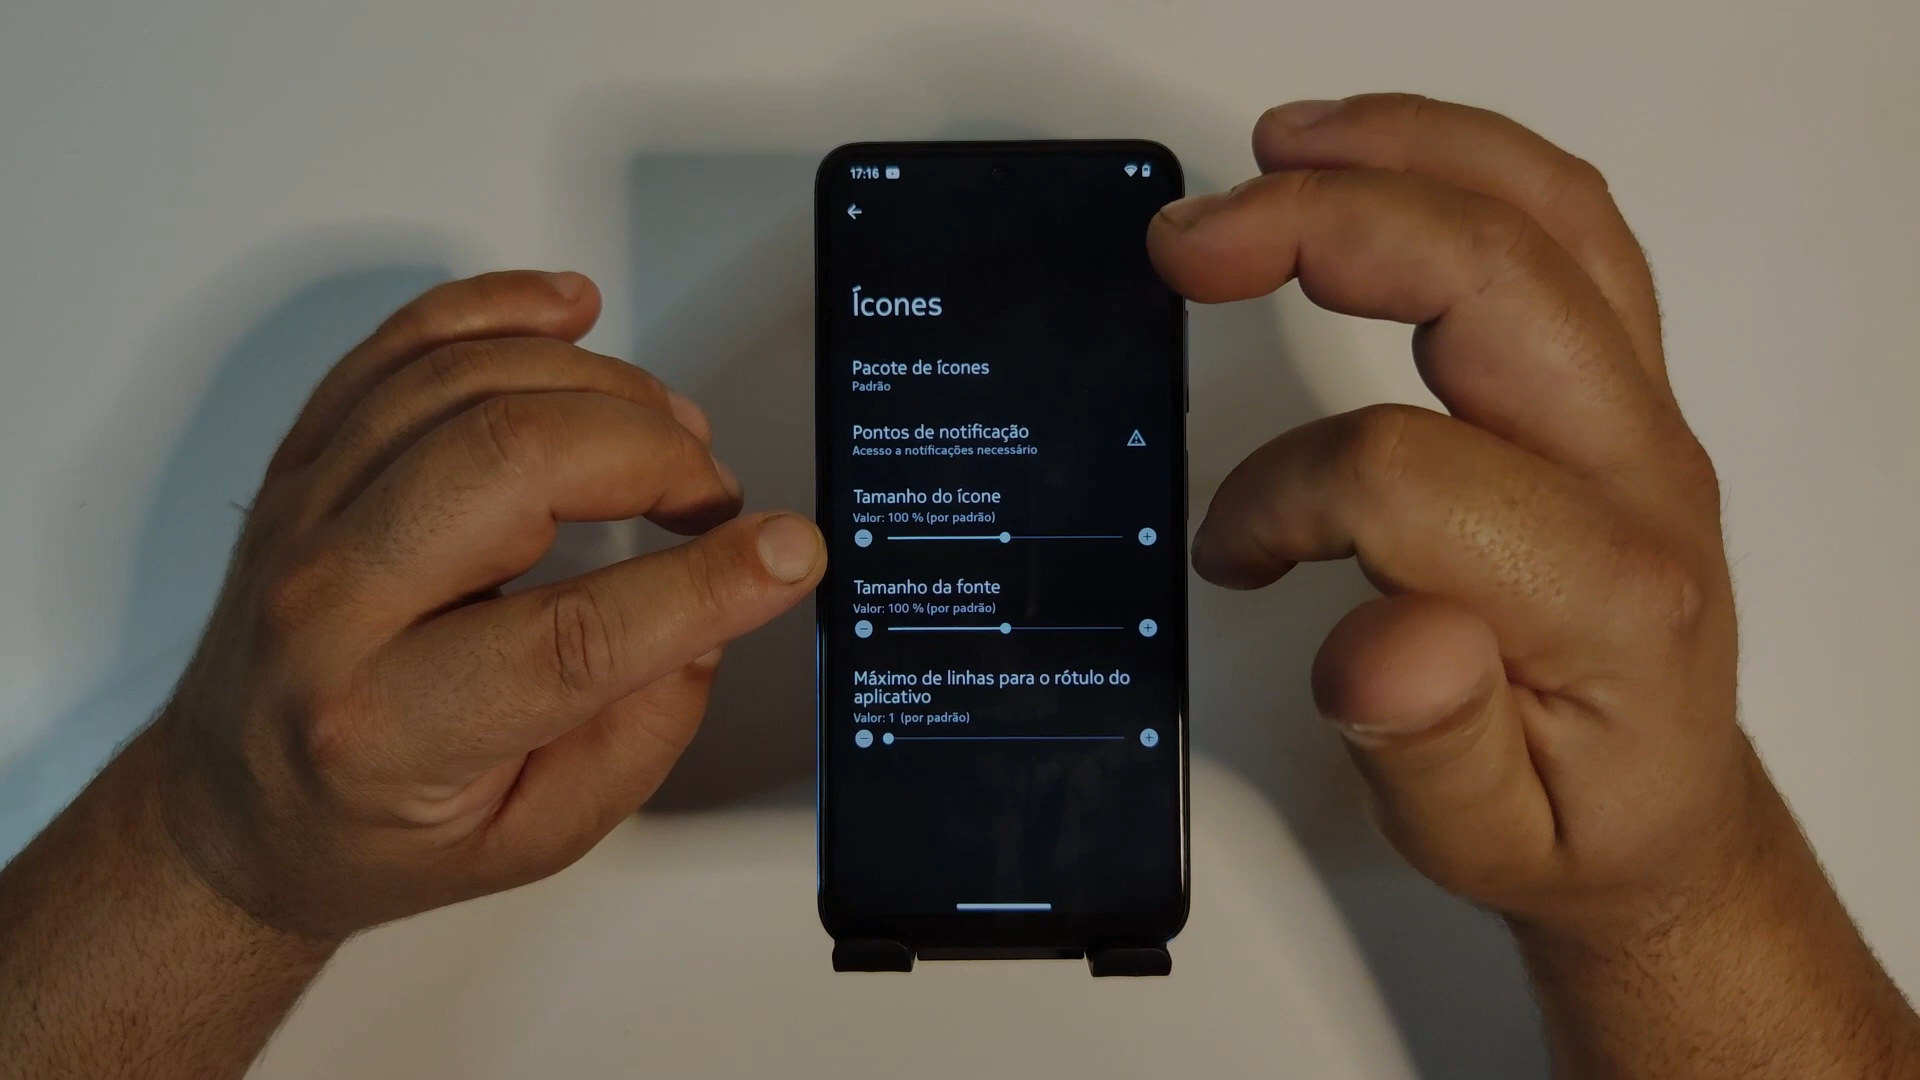 17:16
Ícones
Pacote de ícones
Padrão
Pontos de notificação
Acesso a notificações necessário
Tamanho do ícone
Valor: 100 % (por padrão)
Tamanho da fonte
Valor: 100 % (por padrão)
Máximo de linhas para o rótulo do
aplicativo
Valor: 1 (por padrão)